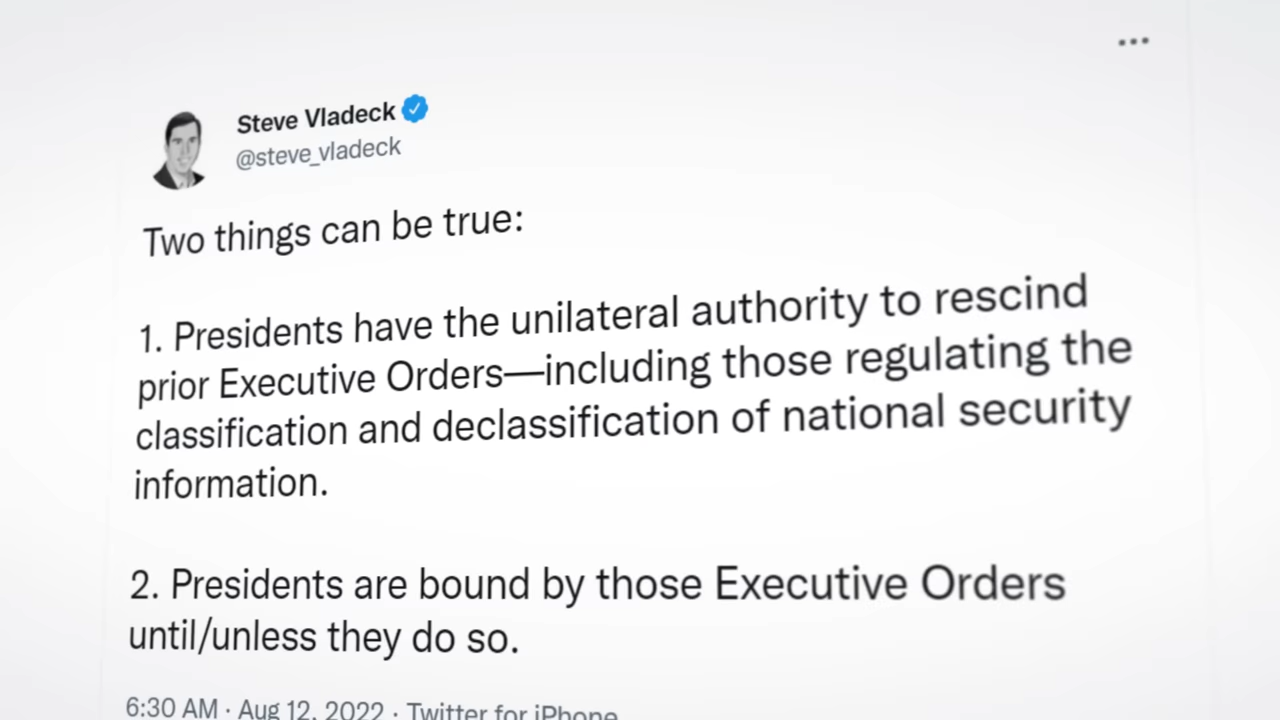 Steve Vladeck
@steve_vladeck
Two things can be true:
1. Presidents have the unilateral authority to rescind
prior Executive Orders—including those regulating the
classification and declassification of national security
information.
2. Presidents are bound by those Executive Orders
until/unless they do so.
6:30 AM · Aug 12, 2022 · Twitter for iPhone